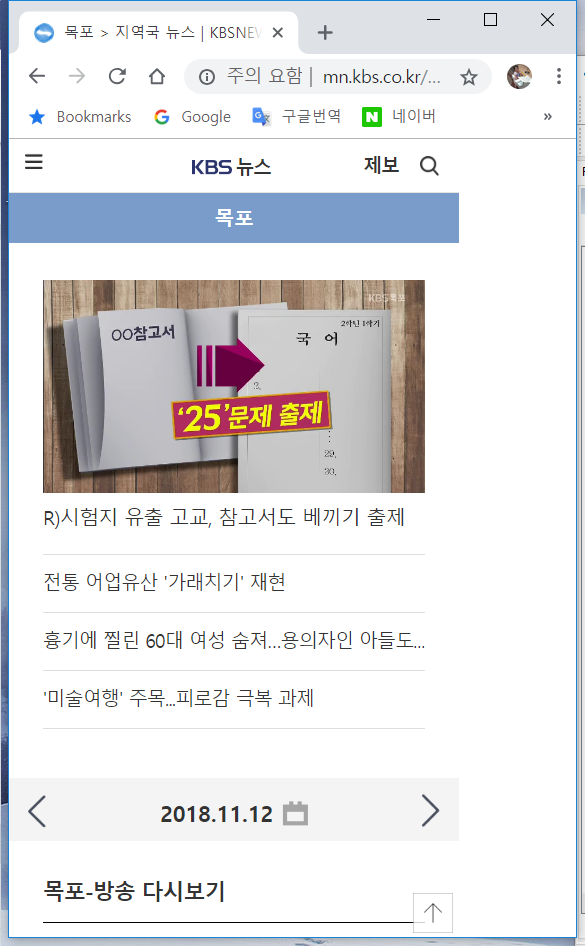 목포 > 지역국 뉴스 | KBSNEW
주의 요함 | mn.kbs.co.kr/...
Bookmarks Google 구글번역 네이버 »
KBS 뉴스 제보
목포
KBS목포
2학년 1학기
OO참고서
국 어
3.
'25'문제 출제
29.
30.
R)시험지 유출 고교, 참고서도 베끼기 출제
전통 어업유산 '가래치기' 재현
흉기에 찔린 60대 여성 숨져...용의자인 아들도...
'미술여행' 주목...피로감 극복 과제
2018.11.12
목포-방송 다시보기